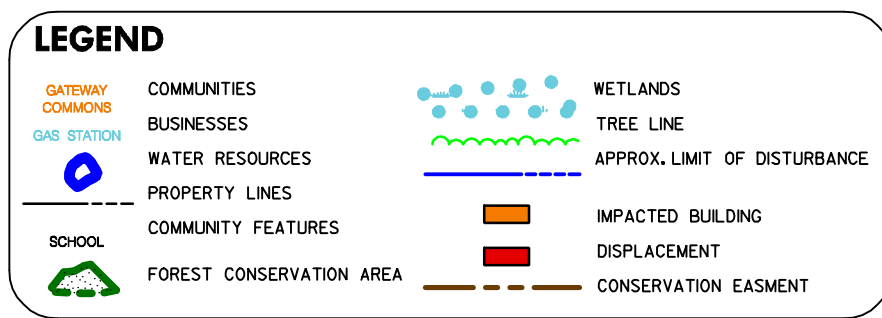 LEGEND
GATEWAY
COMMONS
COMMUNITIES
GAS STATION
BUSINESSES
WATER RESOURCES
PROPERTY LINES
SCHOOL
COMMUNITY FEATURES
FOREST CONSERVATION AREA
WETLANDS
TREE LINE
APPROX. LIMIT OF DISTURBANCE
IMPACTED BUILDING
DISPLACEMENT
CONSERVATION EASMENT